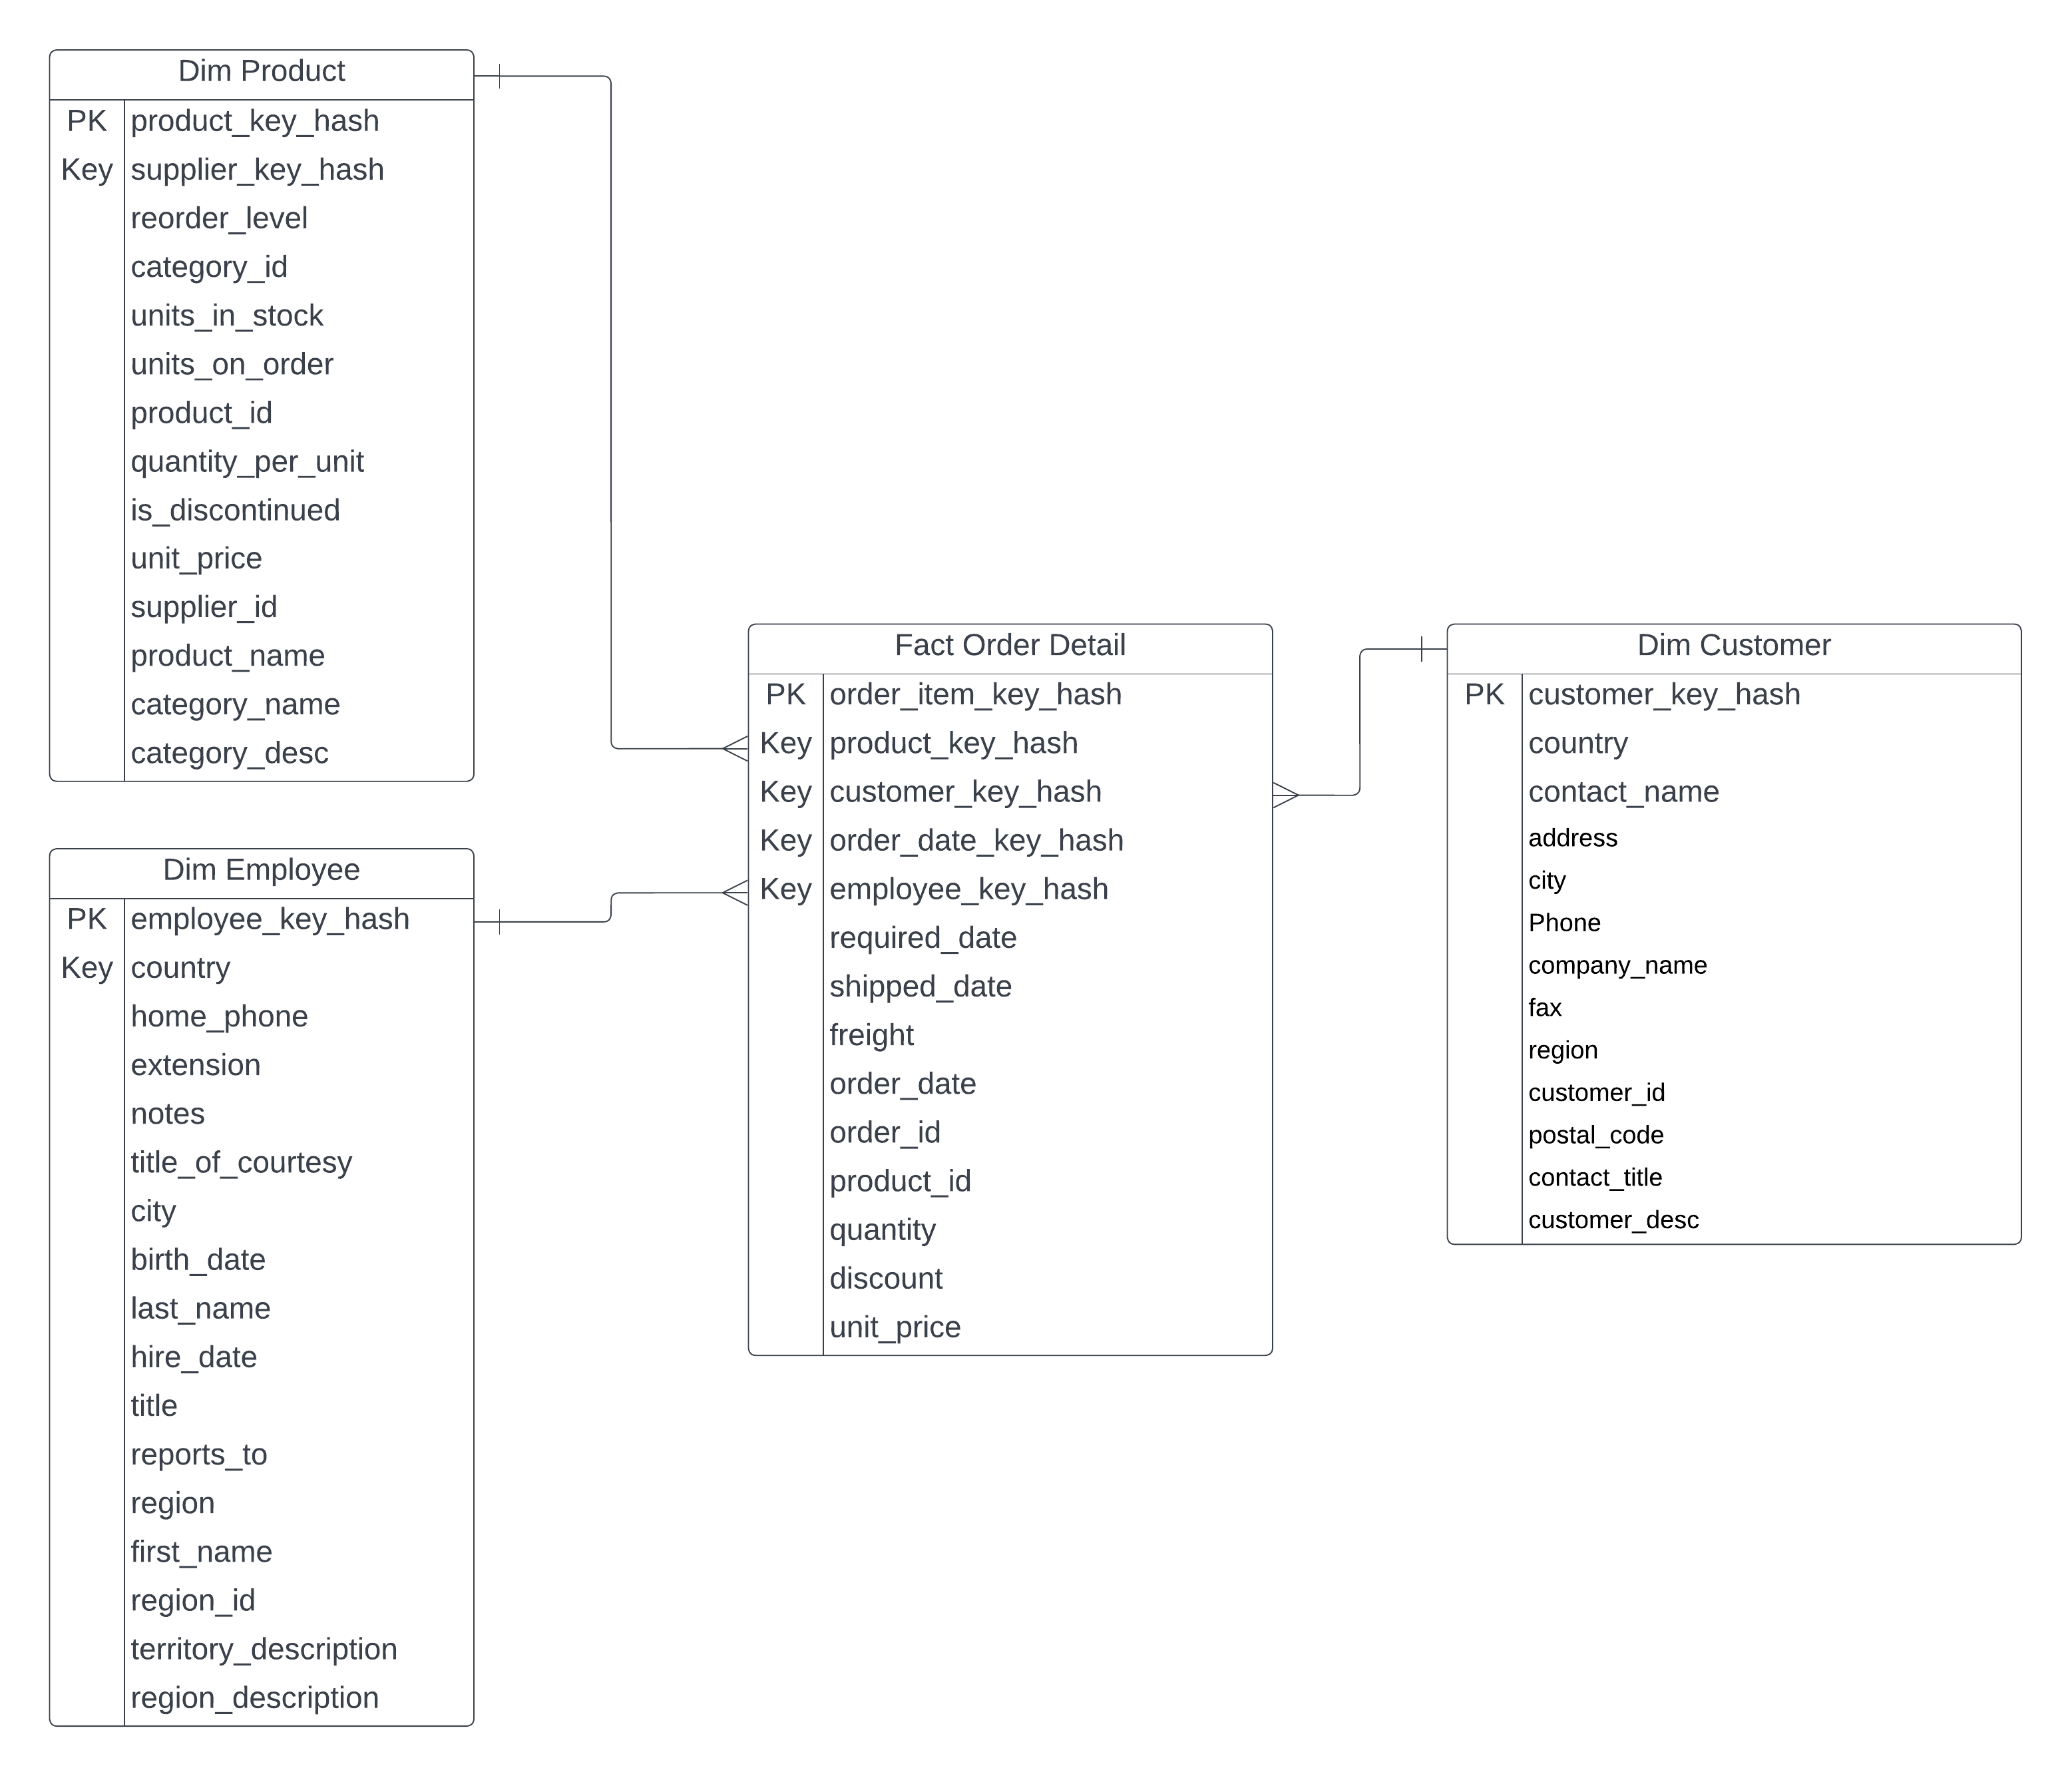 Dim Product
PK product_key_hash
Key supplier_key_hash
reorder_level
category_id
units_in_stock
units_on_order
product_id
quantity_per_unit
is_discontinued
unit_price
supplier_id
product_name
category_name
category_desc
Dim Employee
PK employee_key_hash
Key country
home_phone
extension
notes
title_of_courtesy
city
birth_date
last_name
hire_date
title
reports_to
region
first_name
region_id
territory_description
region_description
Fact Order Detail
PK order_item_key_hash
Key product_key_hash
Key customer_key_hash
Key order_date_key_hash
Key employee_key_hash
required_date
shipped_date
freight
order_date
order_id
product_id
quantity
discount
unit_price
Dim Customer
PK customer_key_hash
country
contact_name
address
city
Phone
company_name
fax
region
customer_id
postal_code
contact_title
customer_desc